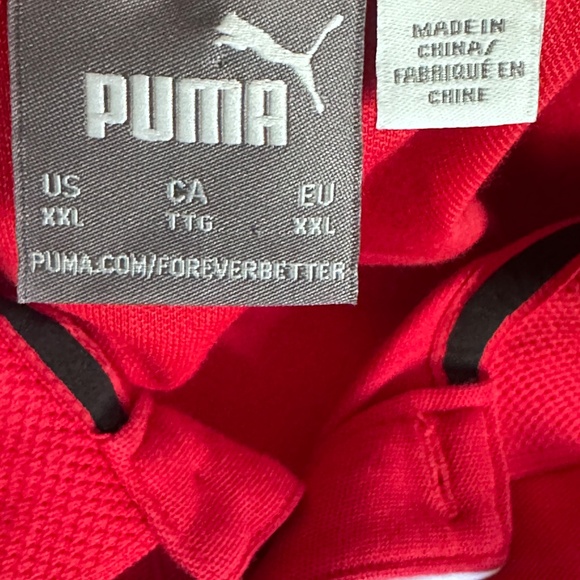 PUMA
US CA EU
XXL TTG XXL
PUMA.COM/FOREVERBETTER
MADE IN
CHINA/
FABRIQUÉ EN
CHINE